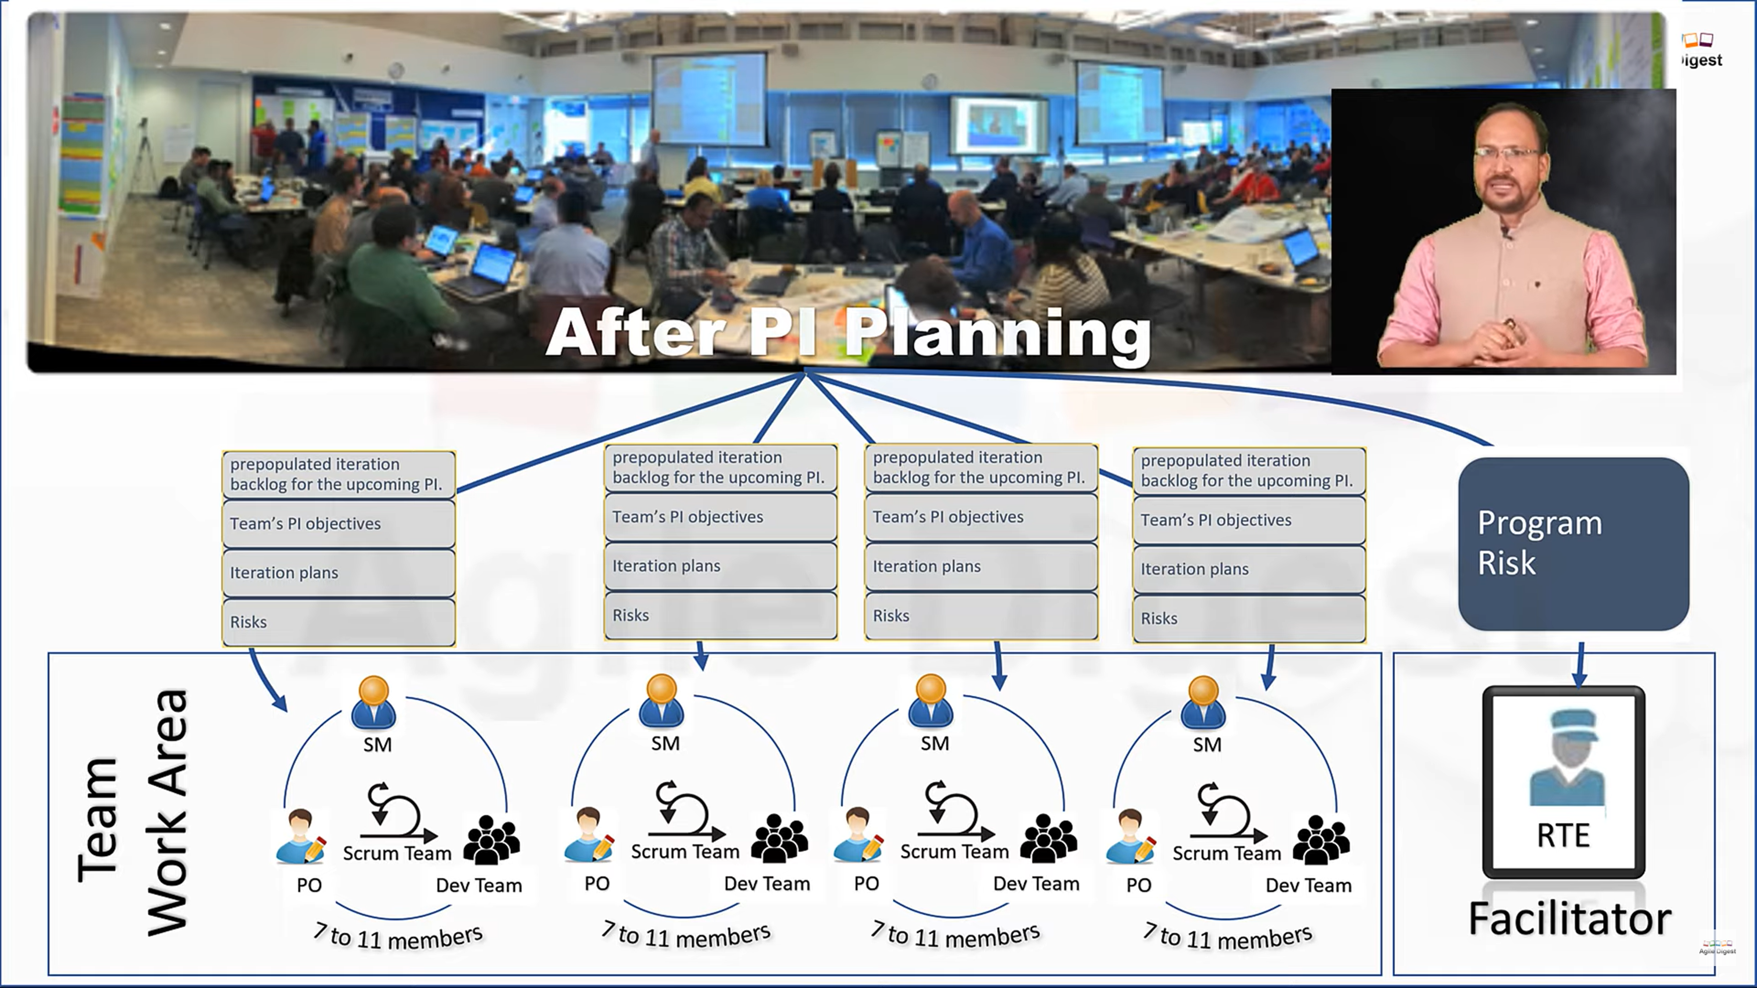 Digest
After PI Planning
prepopulated iteration
backlog for the upcoming PI.
Team's PI objectives
Iteration plans
Risks
prepopulated iteration
backlog for the upcoming PI.
Team's PI objectives
Iteration plans
Risks
prepopulated iteration
backlog for the upcoming PI.
Team's PI objectives
Iteration plans
Risks
prepopulated iteration
backlog for the upcoming PI.
Team's PI objectives
Iteration plans
Risks
Program
Risk
Agile Digest
Team
Work Area
SM
Scrum Team
PO
Dev Team
7 to 11 members
SM
Scrum Team
PO
Dev Team
7 to 11 members
SM
Scrum Team
PO
Dev Team
7 to 11 members
SM
Scrum Team
PO
Dev Team
7 to 11 members
RTE
Facilitator
Agile Digest